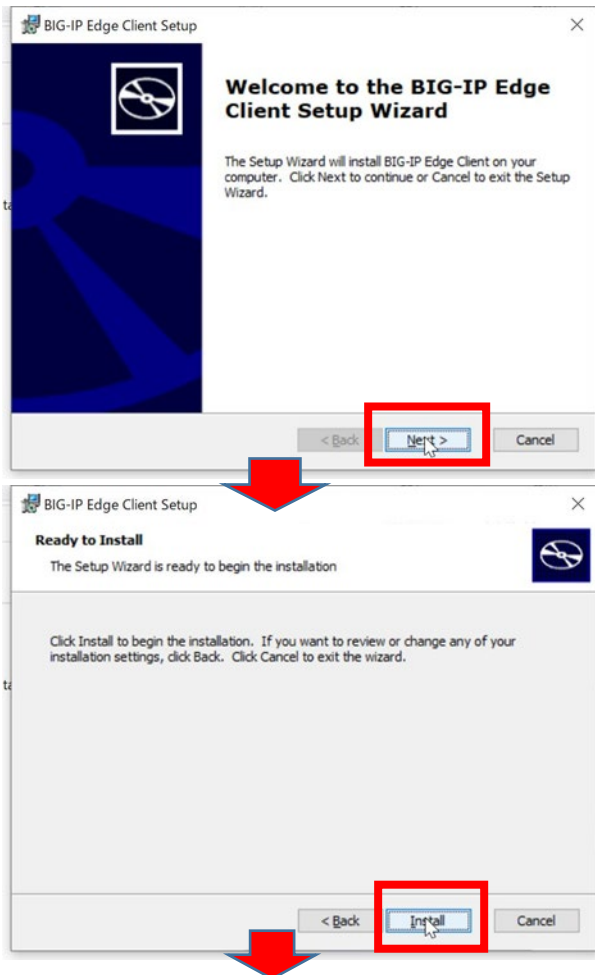 BIG-IP Edge Client Setup
Welcome to the BIG-IP Edge
Client Setup Wizard
The Setup Wizard will install BIG-IP Edge Client on your
computer. Click Next to continue or Cancel to exit the Setup
Wizard.
< Back Next > Cancel
BIG-IP Edge Client Setup
Ready to Install
The Setup Wizard is ready to begin the installation
Click Install to begin the installation. If you want to review or change any of your
installation settings, click Back. Click Cancel to exit the wizard.
< Back Install Cancel